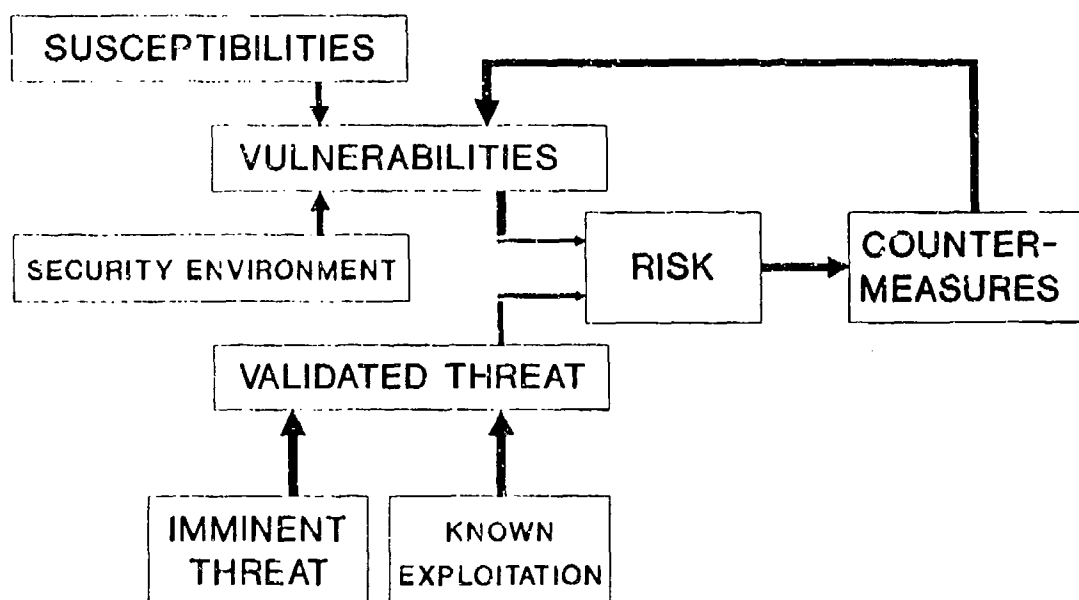 SUSCEPTIBILITIES
VULNERABILITIES
SECURITY ENVIRONMENT
RISK
COUNTER-
MEASURES
VALIDATED THREAT
IMMINENT
THREAT
KNOWN
EXPLOITATION